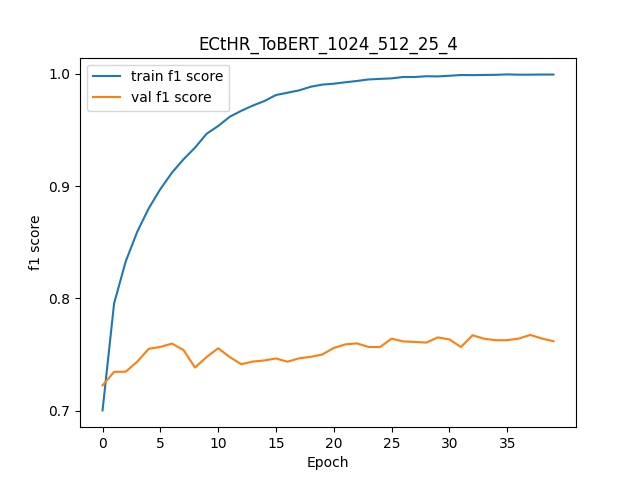 ECtHR_ToBERT_1024_512_25_4
train f1 score
val f1 score
1.0
0.9
0.8
0.7
f1 score
0 5 10 15 20 25 30 35
Epoch